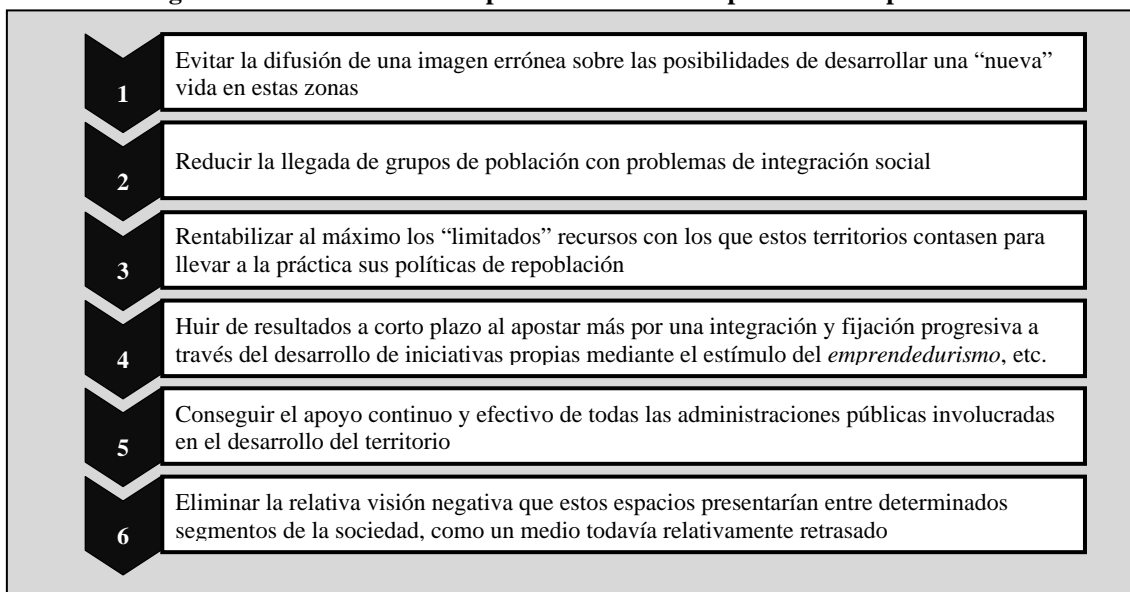 1
Evitar la difusión de una imagen errónea sobre las posibilidades de desarrollar una “nueva”
vida en estas zonas
2
Reducir la llegada de grupos de población con problemas de integración social
3
Rentabilizar al máximo los “limitados” recursos con los que estos territorios contasen para
llevar a la práctica sus políticas de repoblación
4
Huir de resultados a corto plazo al apostar más por una integración y fijación progresiva a
través del desarrollo de iniciativas propias mediante el estímulo del emprendedurismo, etc.
5
Conseguir el apoyo continuo y efectivo de todas las administraciones públicas involucradas
en el desarrollo del territorio
6
Eliminar la relativa visión negativa que estos espacios presentarían entre determinados
segmentos de la sociedad, como un medio todavía relativamente retrasado